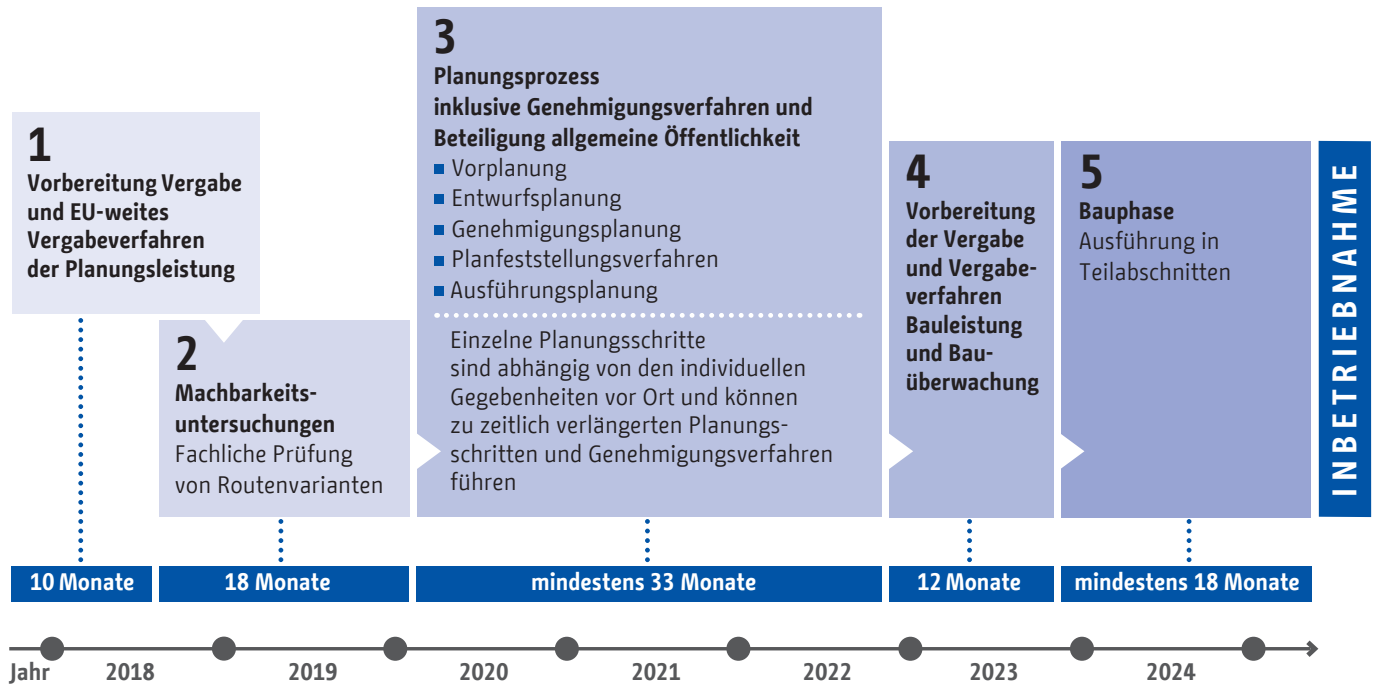 1
Vorbereitung Vergabe
und EU-weites
Vergabeverfahren
der Planungsleistung
2
Machbarkeits-
untersuchungen
Fachliche Prüfung
von Routenvarianten
3
Planungsprozess
inklusive Genehmigungsverfahren und
Beteiligung allgemeine Öffentlichkeit
Vorplanung
Entwurfsplanung
Genehmigungsplanung
Planfeststellungsverfahren
Ausführungsplanung
Einzelne Planungsschritte
sind abhängig von den individuellen
Gegebenheiten vor Ort und können
zu zeitlich verlängerten Planungs-
schritten und Genehmigungsverfahren
führen
4
Vorbereitung
der Vergabe
und Vergabe-
verfahren
Bauleistung
und Bau-
überwachung
5
Bauphase
Ausführung in
Teilabschnitten
INBETRIEBNAHME
10 Monate
18 Monate
mindestens 33 Monate
12 Monate
mindestens 18 Monate
Jahr 2018 2019 2020 2021 2022 2023 2024